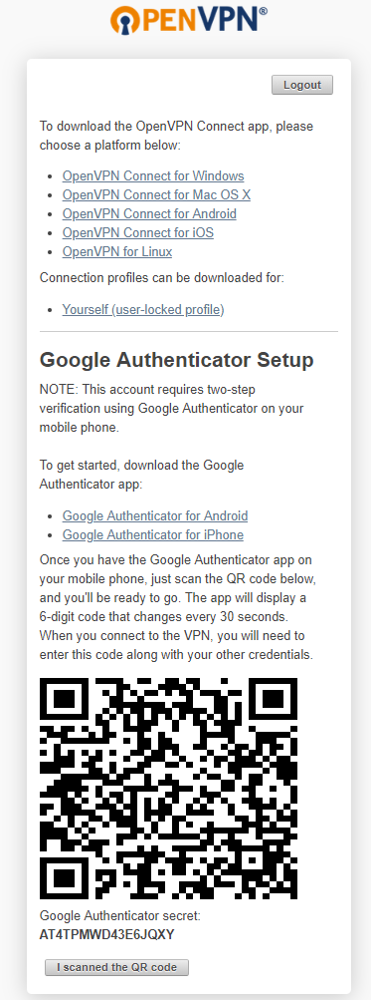 OPENVPN®
Logout
To download the OpenVPN Connect app, please
choose a platform below:
OpenVPN Connect for Windows
OpenVPN Connect for Mac OS X
OpenVPN Connect for Android
OpenVPN Connect for iOS
OpenVPN for Linux
Connection profiles can be downloaded for:
Yourself (user-locked profile)
Google Authenticator Setup
NOTE: This account requires two-step
verification using Google Authenticator on your
mobile phone.
To get started, download the Google
Authenticator app:
Google Authenticator for Android
Google Authenticator for iPhone
Once you have the Google Authenticator app on
your mobile phone, just scan the QR code below,
and you'll be ready to go. The app will display a
6-digit code that changes every 30 seconds.
When you connect to the VPN, you will need to
enter this code along with your other credentials.
Google Authenticator secret:
AT4TPMWD43E6JQXY
I scanned the QR code